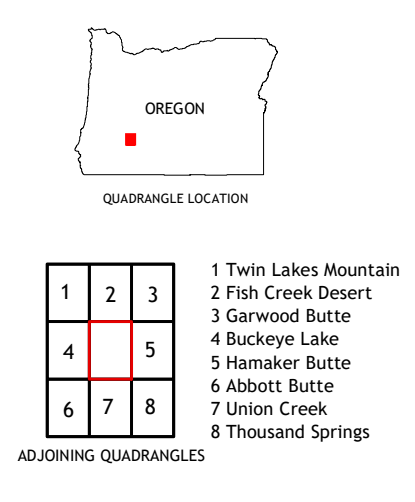 OREGON
QUADRANGLE LOCATION
1 2 3
4 5
6 7 8
ADJOINING QUADRANGLES
1 Twin Lakes Mountain
2 Fish Creek Desert
3 Garwood Butte
4 Buckeye Lake
5 Hamaker Butte
6 Abbott Butte
7 Union Creek
8 Thousand Springs